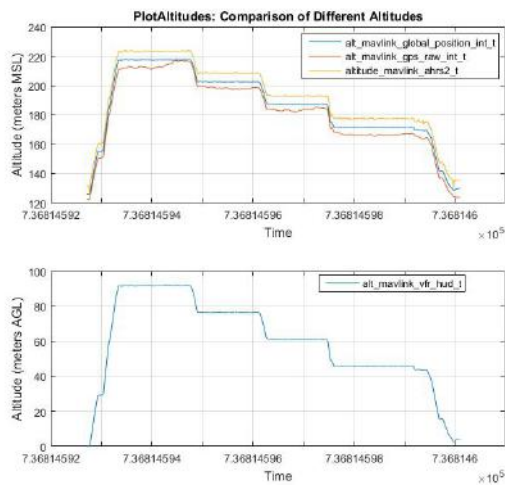 PlotAltitudes: Comparison of Different Altitudes
240
220
200
180
160
140
120
Altitude (meters MSL)
alt_mavlink_global_position_int_t
alt_mavlink_gps_raw_int_t
altitude_mavlink_ahrs2_t
7.36814592 7.36814594 7.36814596 7.36814598 7.368146
Time
×10⁵
100
80
60
40
20
0
Altitude (meters AGL)
alt_mavlink_vfr_hud_t
7.36814592 7.36814594 7.36814596 7.36814598 7.368146
Time
×10⁵